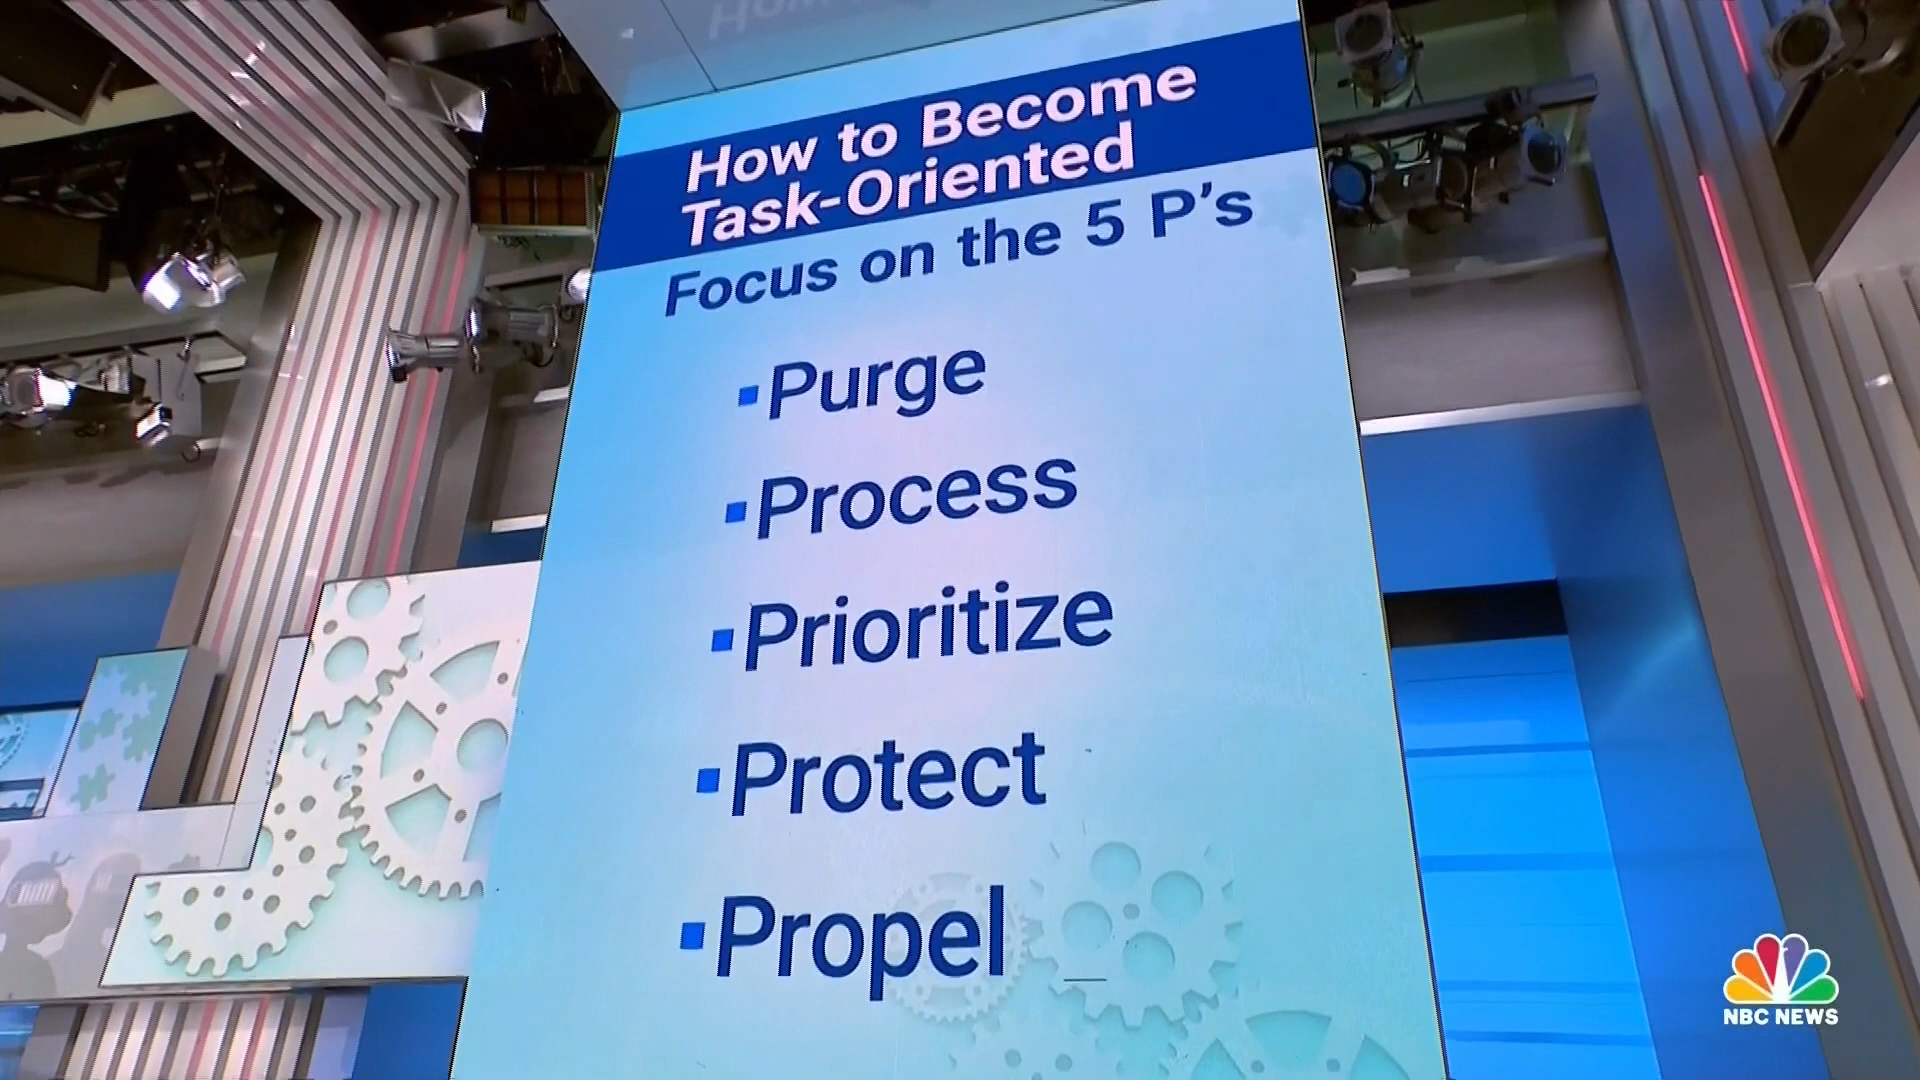 How to Become
Task-Oriented
Focus on the 5 P's
▪Purge
▪Process
▪Prioritize
▪Protect
▪Propel
NBC NEWS